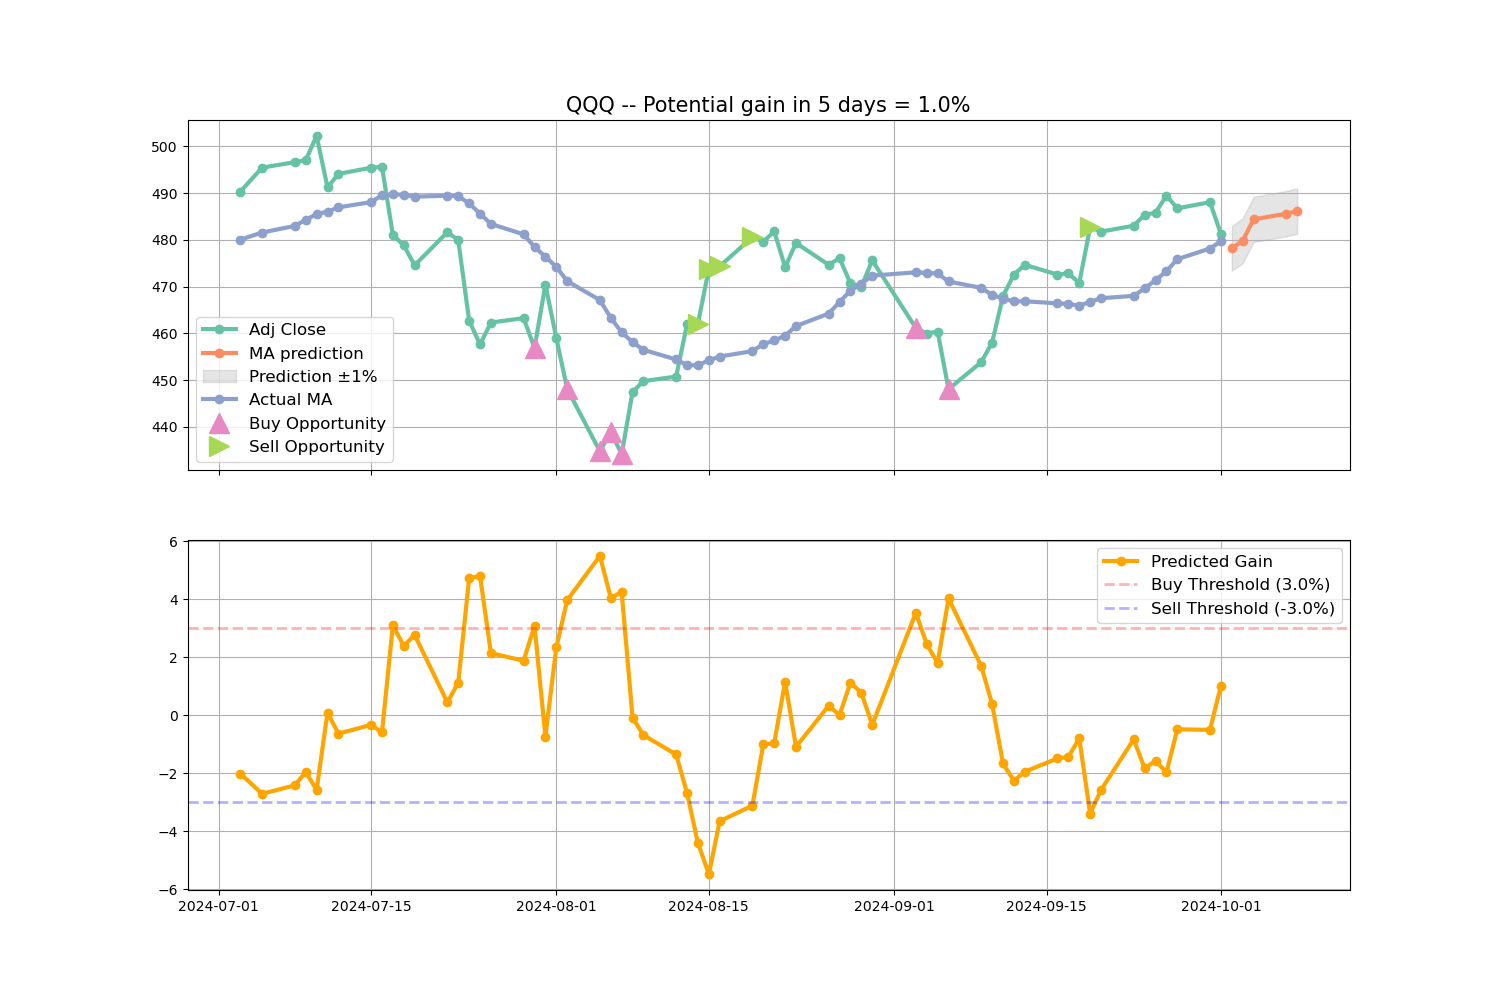 QQQ -- Potential gain in 5 days = 1.0%
500
490
480
470
460
450
440
Adj Close
MA prediction
Prediction ±1%
Actual MA
Buy Opportunity
Sell Opportunity
6
4
2
0
−2
−4
−6
Predicted Gain
Buy Threshold (3.0%)
Sell Threshold (-3.0%)
2024-07-01
2024-07-15
2024-08-01
2024-08-15
2024-09-01
2024-09-15
2024-10-01